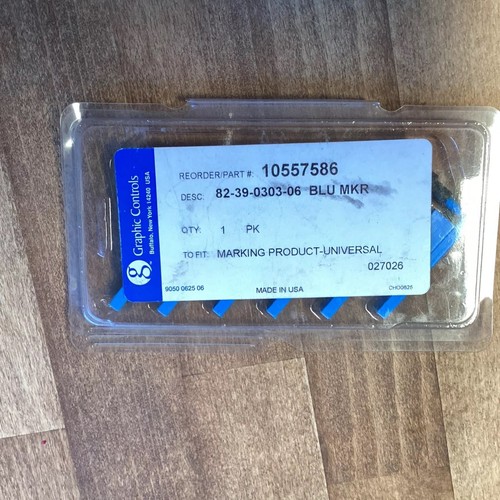 Graphic Controls
Buffalo, New York 14240 USA
REORDER/PART #: 10557586
DESC. 82-39-0303-06 BLU MKR
QTY: 1 PK
TO FIT: MARKING PRODUCT-UNIVERSAL
027026
9050 0625 06 MADE IN USA DHO0625